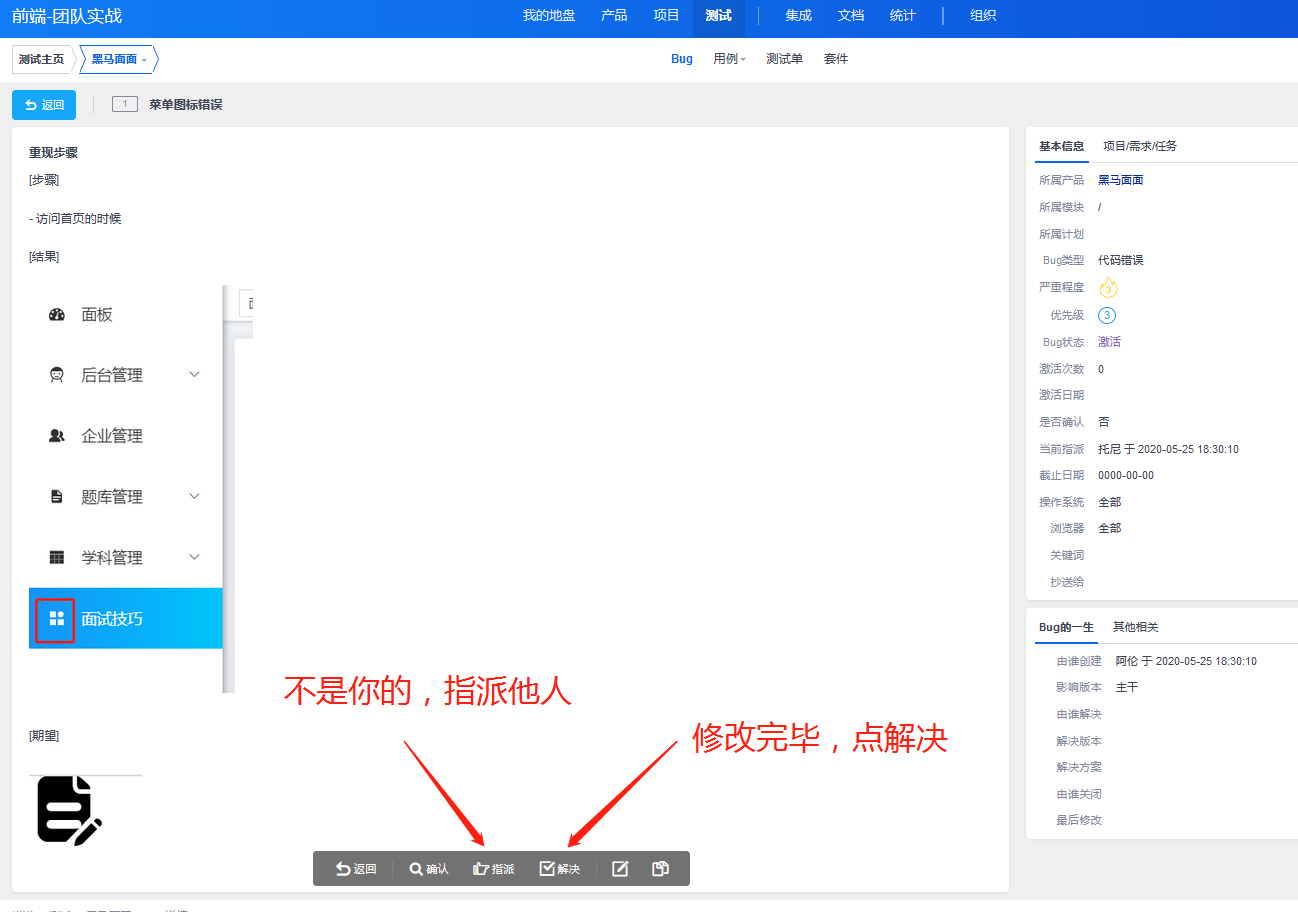 前端-团队实战
我的地盘 产品 项目 测试 集成 文档 统计 组织
测试主页 黑马面面
Bug 用例 测试单 套件
返回 1 菜单图标错误
重现步骤
[步骤]
- 访问首页的时候
[结果]
面板
后台管理
企业管理
题库管理
学科管理
面试技巧
不是你的，指派他人
修改完毕，点解决
[期望]
返回 确认 指派 解决
基本信息 项目/需求/任务
所属产品 黑马面面
所属模块 /
所属计划
Bug类型 代码错误
严重程度 3
优先级 3
Bug状态 激活
激活次数 0
激活日期
是否确认 否
当前指派 托尼 于 2020-05-25 18:30:10
截止日期 0000-00-00
操作系统 全部
浏览器 全部
关键词
抄送给
Bug的一生 其他相关
由谁创建 阿伦 于 2020-05-25 18:30:10
影响版本 主干
由谁解决
解决版本
解决方案
由谁关闭
最后修改